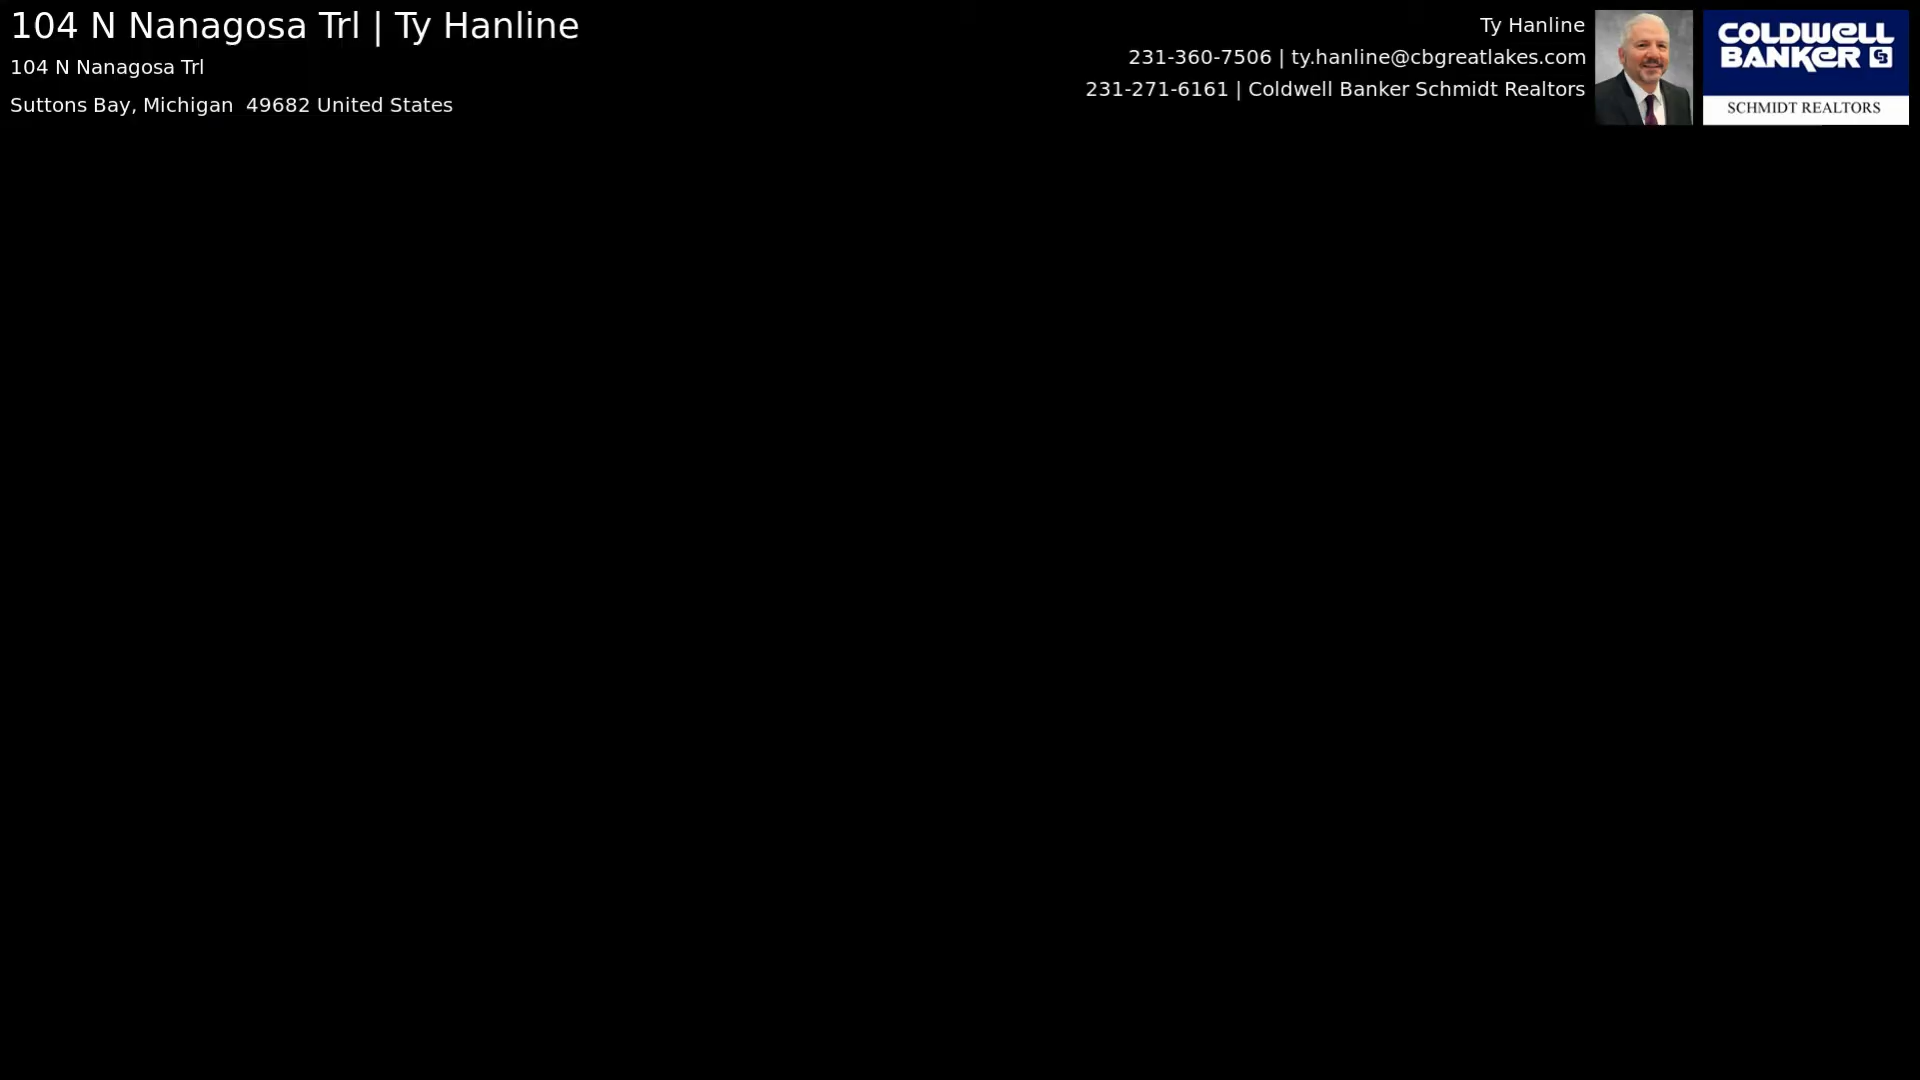 104 N Nanagosa Trl | Ty Hanline
104 N Nanagosa Trl
Suttons Bay, Michigan  49682 United States
Ty Hanline
231-360-7506 | ty.hanline@cbgreatlakes.com
231-271-6161 | Coldwell Banker Schmidt Realtors
COLDWELL
BANKER CB
SCHMIDT REALTORS